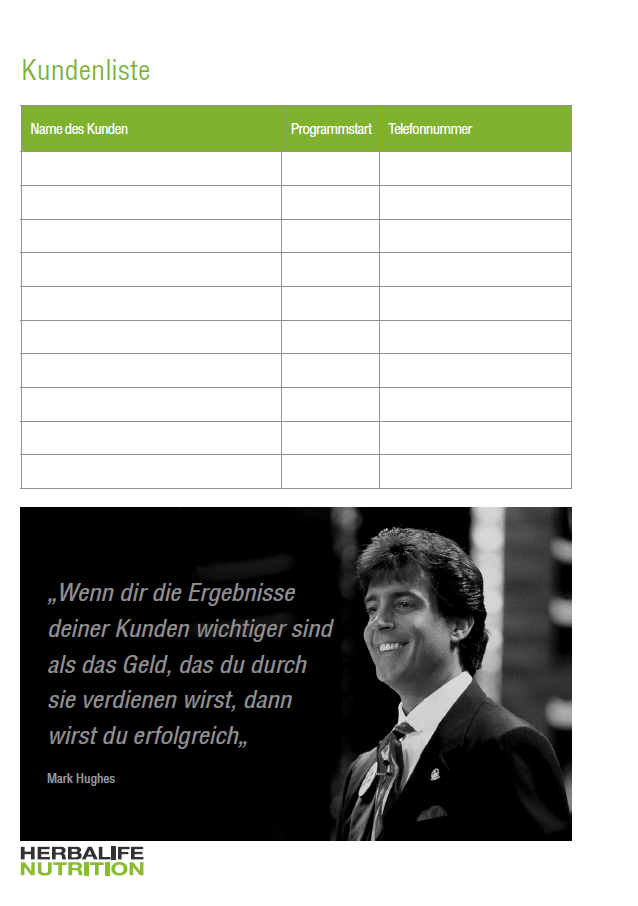 Kundenliste
Name des Kunden Programmstart Telefonnummer
„Wenn dir die Ergebnisse
deiner Kunden wichtiger sind
als das Geld, das du durch
sie verdienen wirst, dann
wirst du erfolgreich„
Mark Hughes
HERBALIFE
NUTRITION